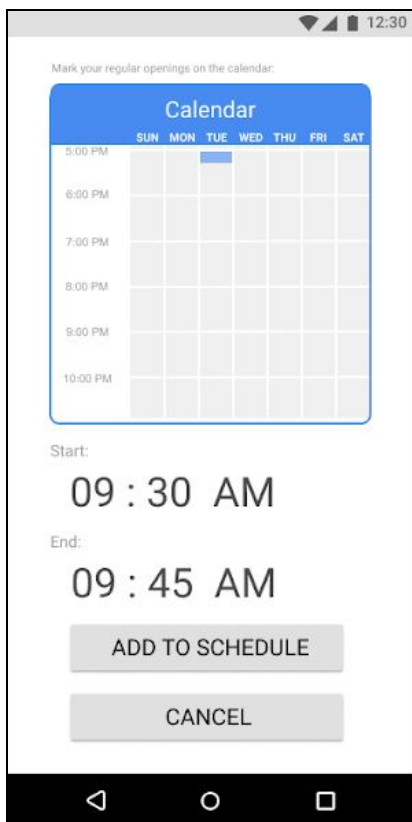 12:30
Mark your regular openings on the calendar:
Calendar
SUN MON TUE WED THU FRI SAT
5:00 PM
6:00 PM
7:00 PM
8:00 PM
9:00 PM
10:00 PM
Start:
09 : 30 AM
End:
09 : 45 AM
ADD TO SCHEDULE
CANCEL